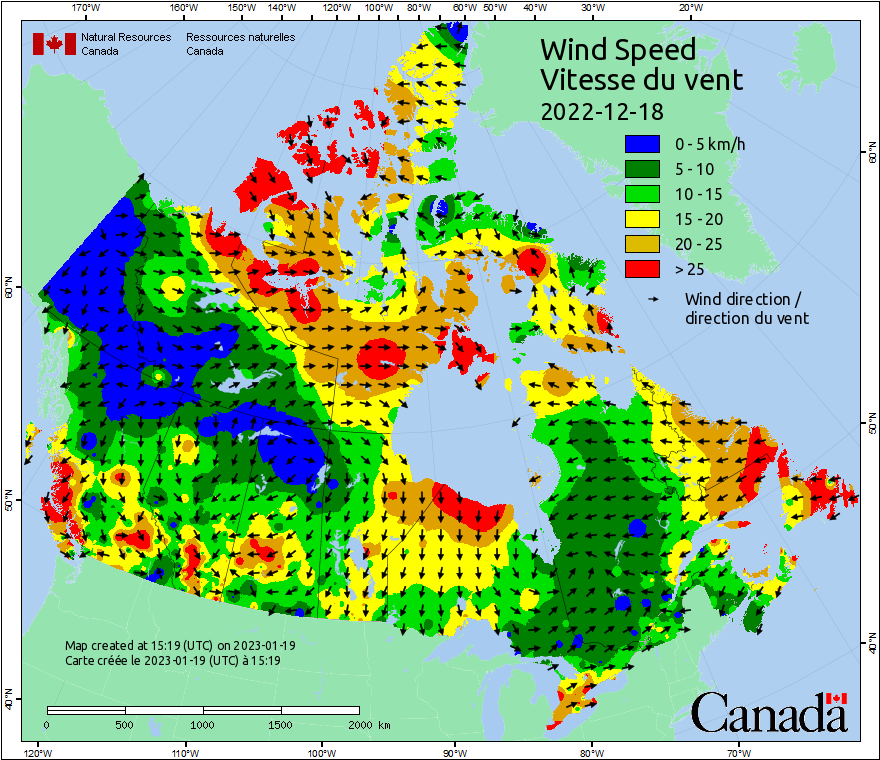 170°W 160°W 150°W 140°W 120°W 100°W 80°W 60°W 50°W 40°W 30°W 20°W
Natural Resources Ressources naturelles
Canada Canada
Wind Speed
Vitesse du vent
2022-12-18
0 - 5 km/h
5 - 10
10 - 15
15 - 20
20 - 25
> 25
Wind direction /
direction du vent
60°N 60°N
50°N 50°N
40°N 40°N
Map created at 15:19 (UTC) on 2023-01-19
Carte créée le 2023-01-19 (UTC) à 15:19
0 500 1000 1500 2000 km
Canada
120°W 110°W 100°W 90°W 80°W 70°W